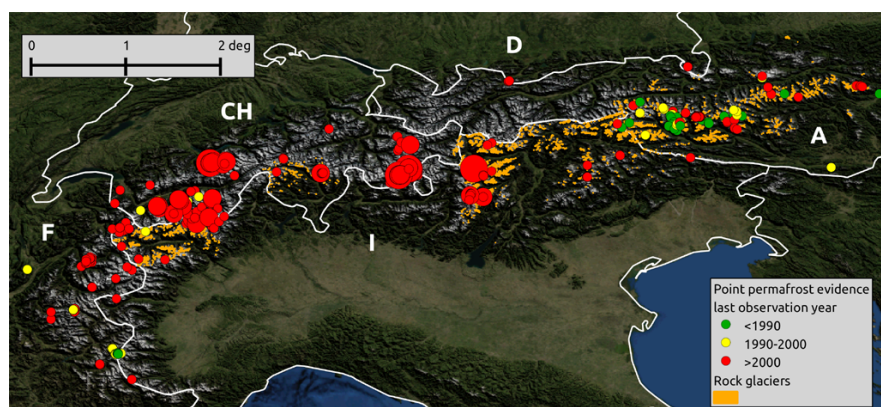 0 1 2 deg
D
CH
A
F
I
Point permafrost evidence
last observation year
<1990
1990-2000
>2000
Rock glaciers